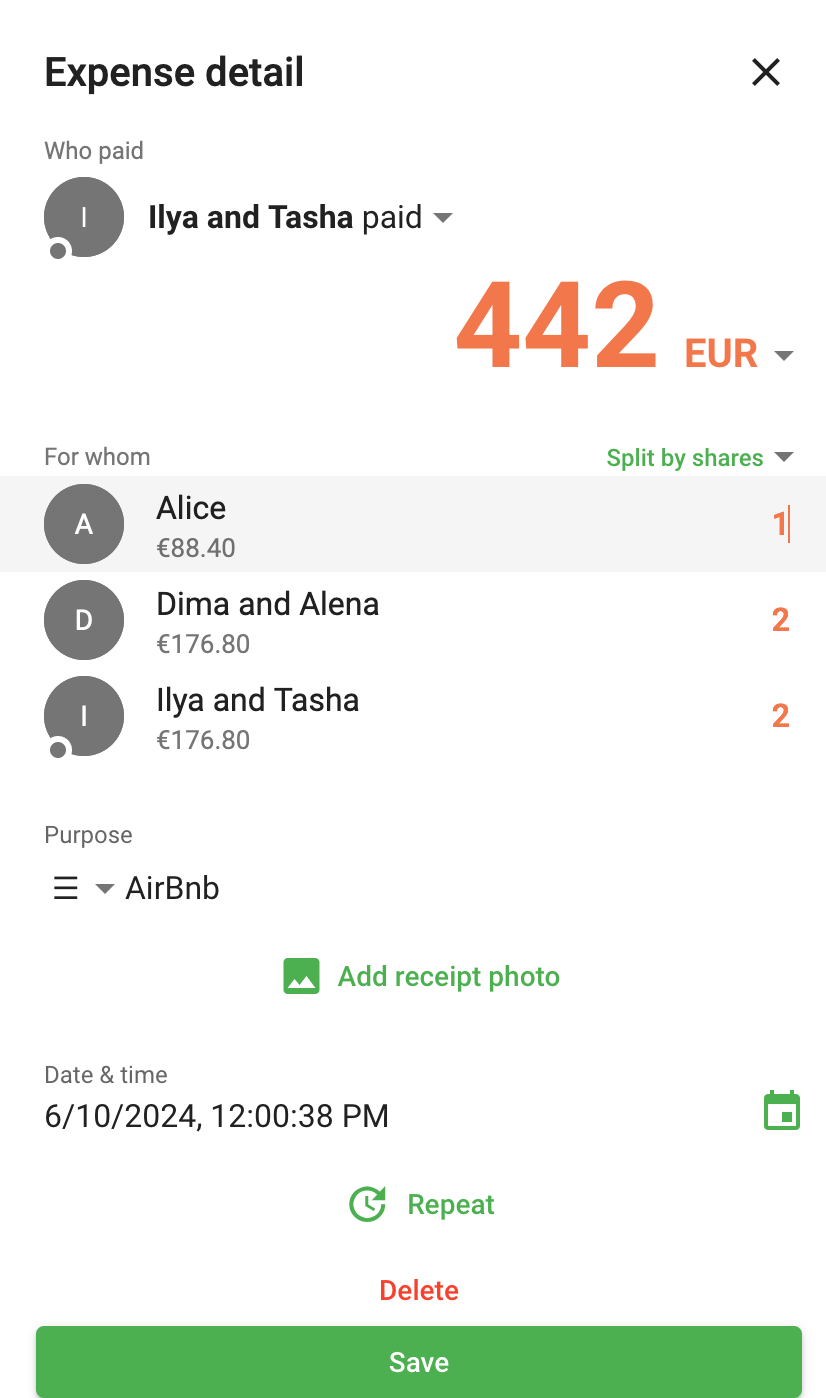 Expense detail
Who paid
I
Ilya and Tasha paid
442 EUR
For whom
Split by shares
A
Alice
€88.40
1
D
Dima and Alena
€176.80
2
I
Ilya and Tasha
€176.80
2
Purpose
AirBnb
Add receipt photo
Date & time
6/10/2024, 12:00:38 PM
Repeat
Delete
Save